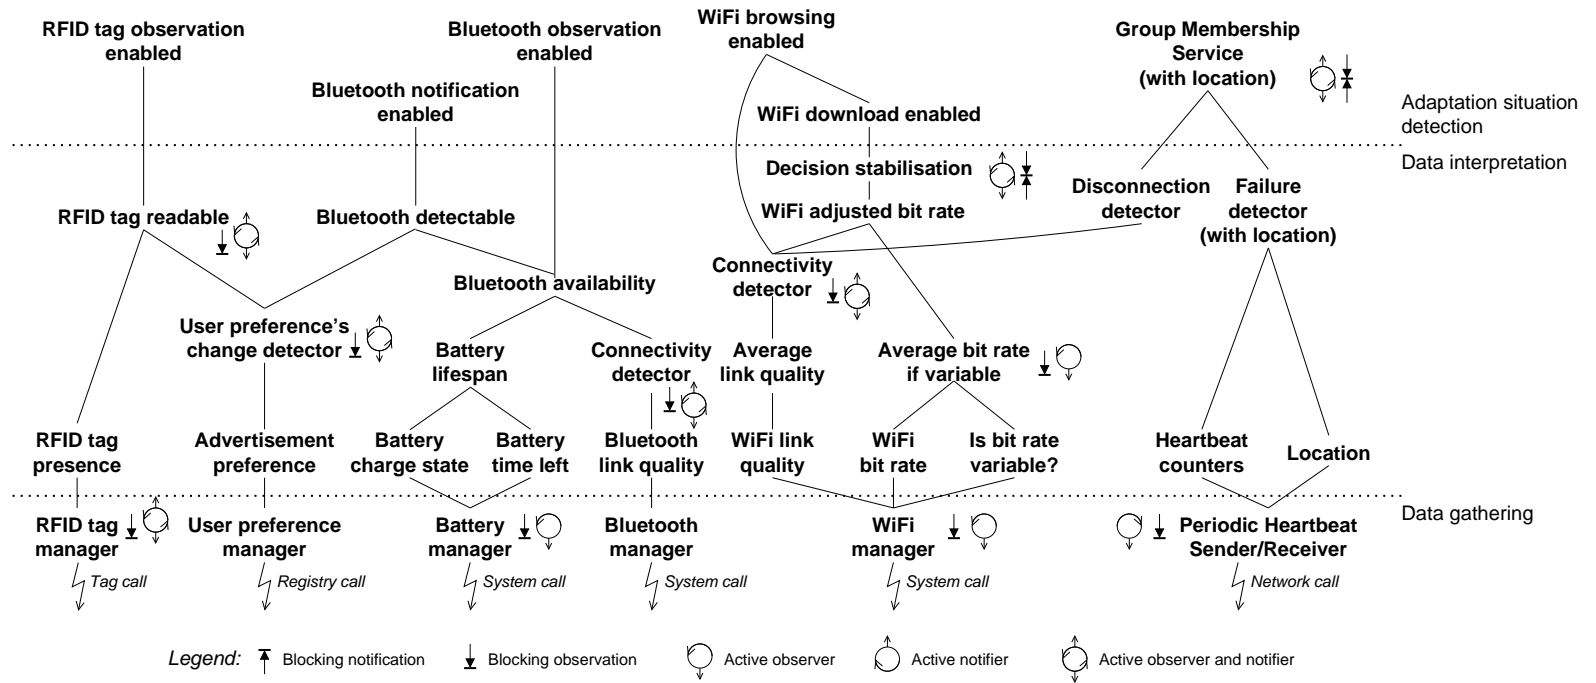 RFID tag observation
enabled
Bluetooth observation
enabled
WiFi browsing
enabled
Group Membership
Service
(with location)
Bluetooth notification
enabled
WiFi download enabled
Adaptation situation
detection
Decision stabilisation
Data interpretation
RFID tag readable
Bluetooth detectable
WiFi adjusted bit rate
Disconnection
detector
Failure
detector
(with location)
Bluetooth availability
Connectivity
detector
User preference's
change detector
Battery
lifespan
Connectivity
detector
Average
link quality
Average bit rate
if variable
RFID tag
presence
Advertisement
preference
Battery
charge state
Battery
time left
Bluetooth
link quality
WiFi link
quality
WiFi
bit rate
Is bit rate
variable?
Heartbeat
counters
Location
RFID tag
manager
User preference
manager
Battery
manager
Bluetooth
manager
WiFi
manager
Periodic Heartbeat
Sender/Receiver
Data gathering
Tag call
Registry call
System call
System call
System call
Network call
Legend:
Blocking notification
Blocking observation
Active observer
Active notifier
Active observer and notifier